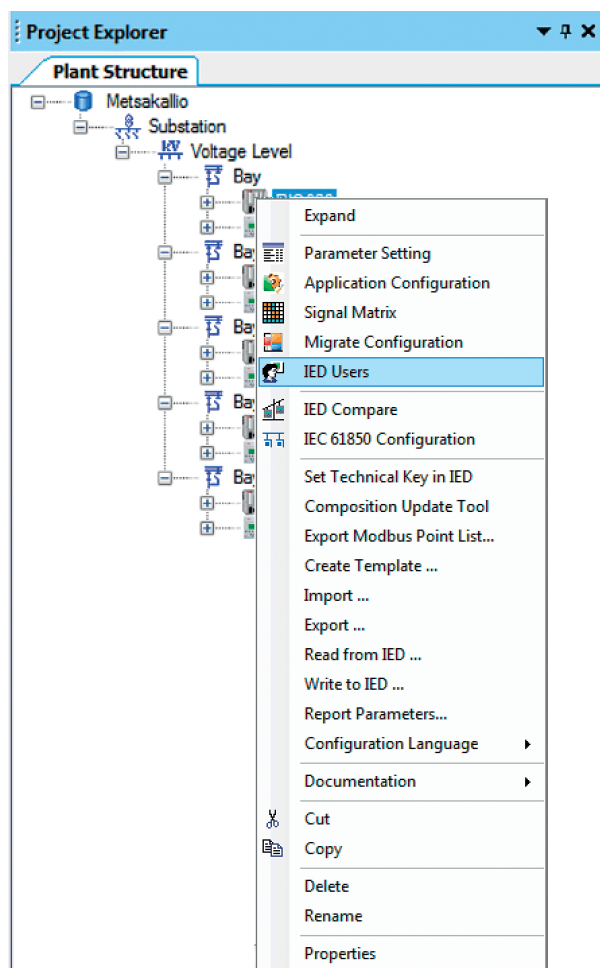 Project Explorer
Plant Structure
Metsakallio
Substation
Voltage Level
Bay
Expand
Parameter Setting
Application Configuration
Signal Matrix
Migrate Configuration
IED Users
IED Compare
IEC 61850 Configuration
Set Technical Key in IED
Composition Update Tool
Export Modbus Point List...
Create Template ...
Import ...
Export ...
Read from IED ...
Write to IED ...
Report Parameters...
Configuration Language
Documentation
Cut
Copy
Delete
Rename
Properties